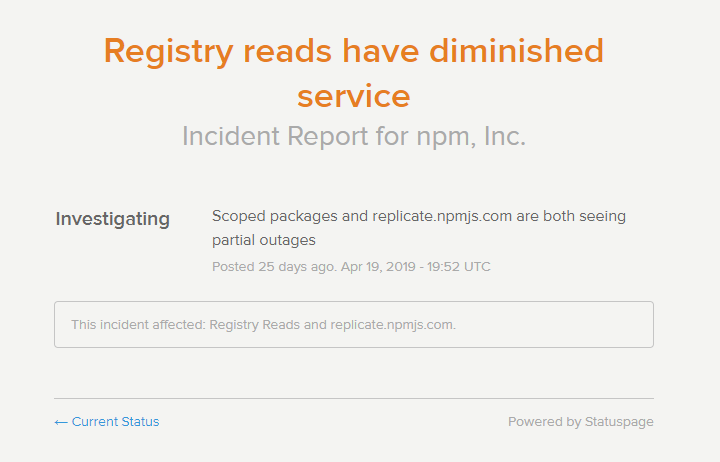 Registry reads have diminished
service
Incident Report for npm, Inc.
Investigating
Scoped packages and replicate.npmjs.com are both seeing
partial outages
Posted 25 days ago. Apr 19, 2019 - 19:52 UTC
This incident affected: Registry Reads and replicate.npmjs.com.
← Current Status
Powered by Statuspage